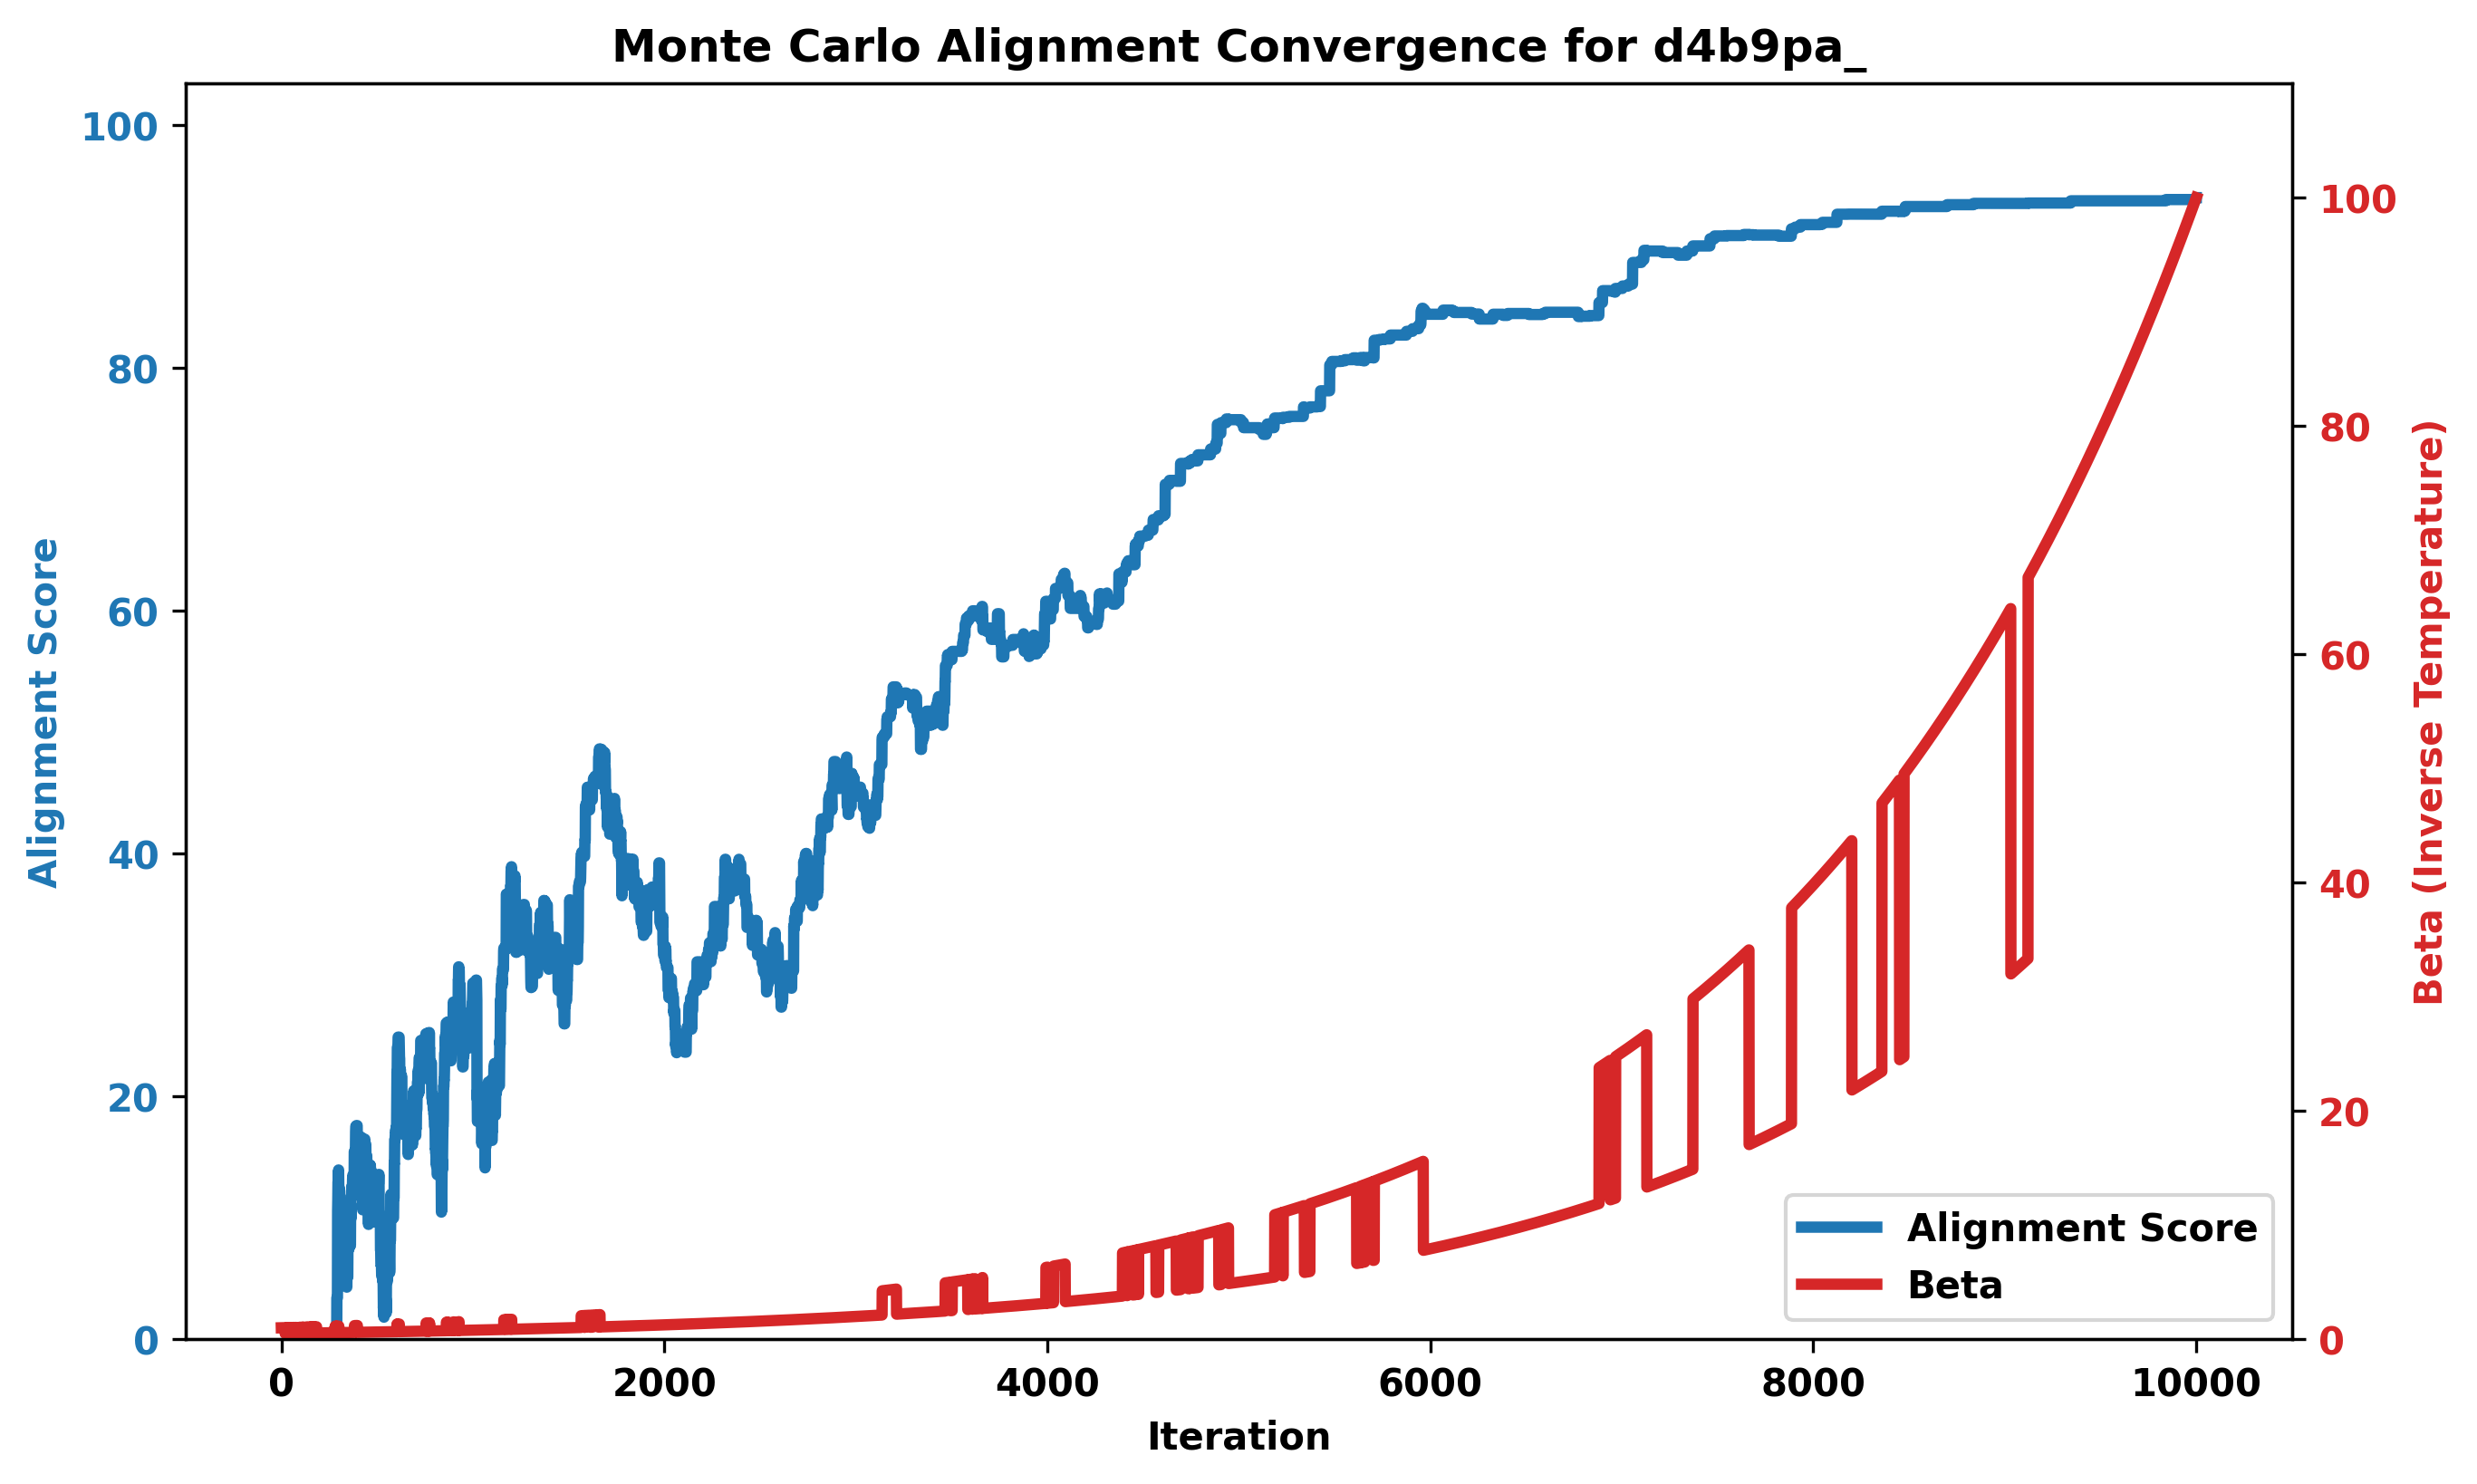 Monte Carlo Alignment Convergence for d4b9pa_
100
80
60
40
20
0
Alignment Score
100
80
60
40
20
0
Beta (Inverse Temperature)
Alignment Score
Beta
0 2000 4000 6000 8000 10000
Iteration